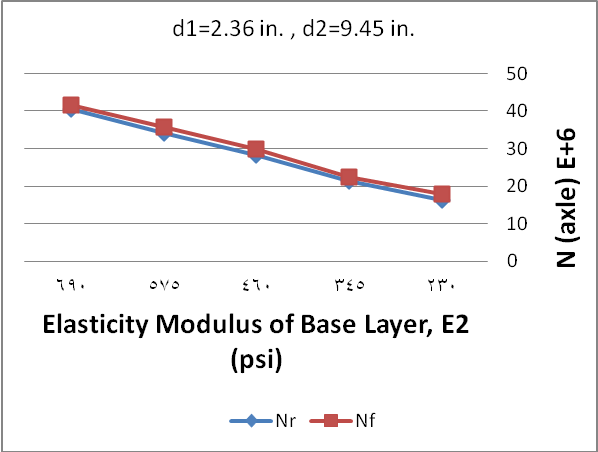 d1=2.36 in. , d2=9.45 in.
50
40
30
20
10
0
N (axle) E+6
٦٩٠ ٥٧٥ ٤٦٠ ٣٤٥ ٢٣٠
Elasticity Modulus of Base Layer, E2
(psi)
Nr Nf